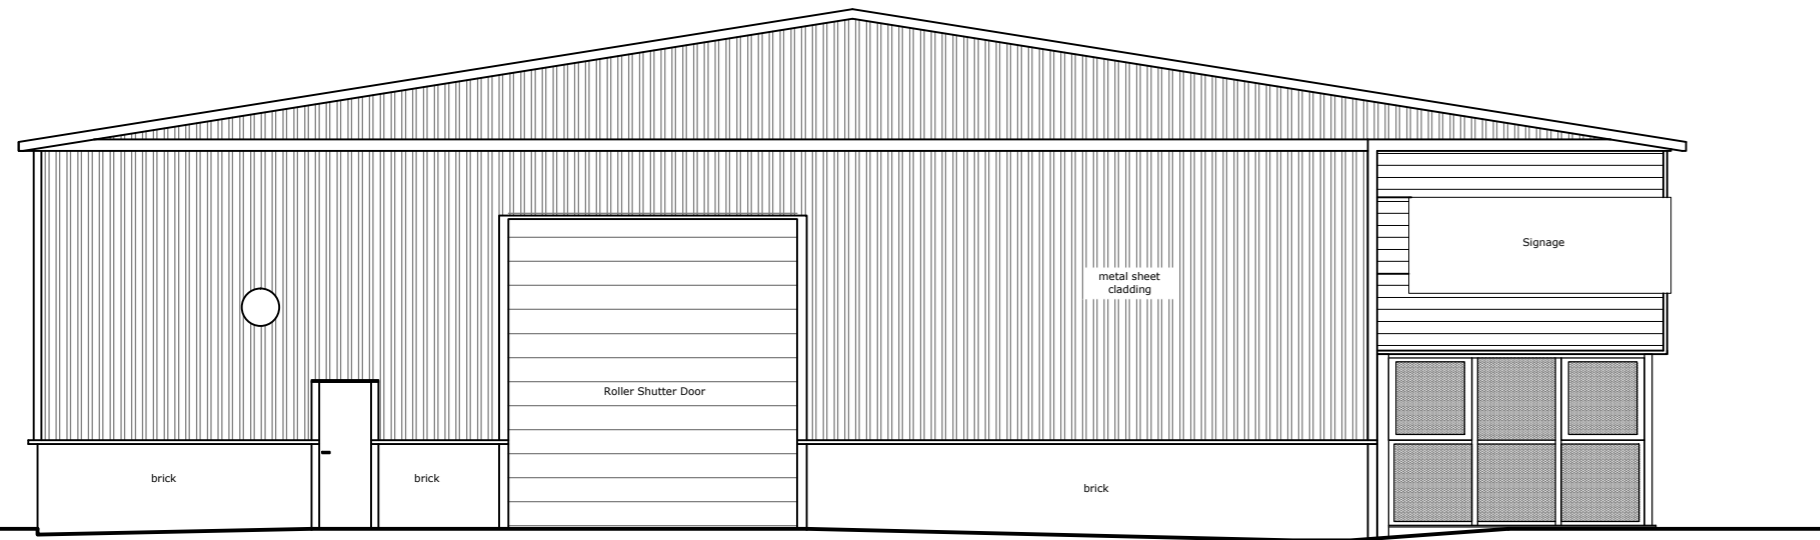 Signage
metal sheet
cladding
Roller Shutter Door
brick
brick
brick